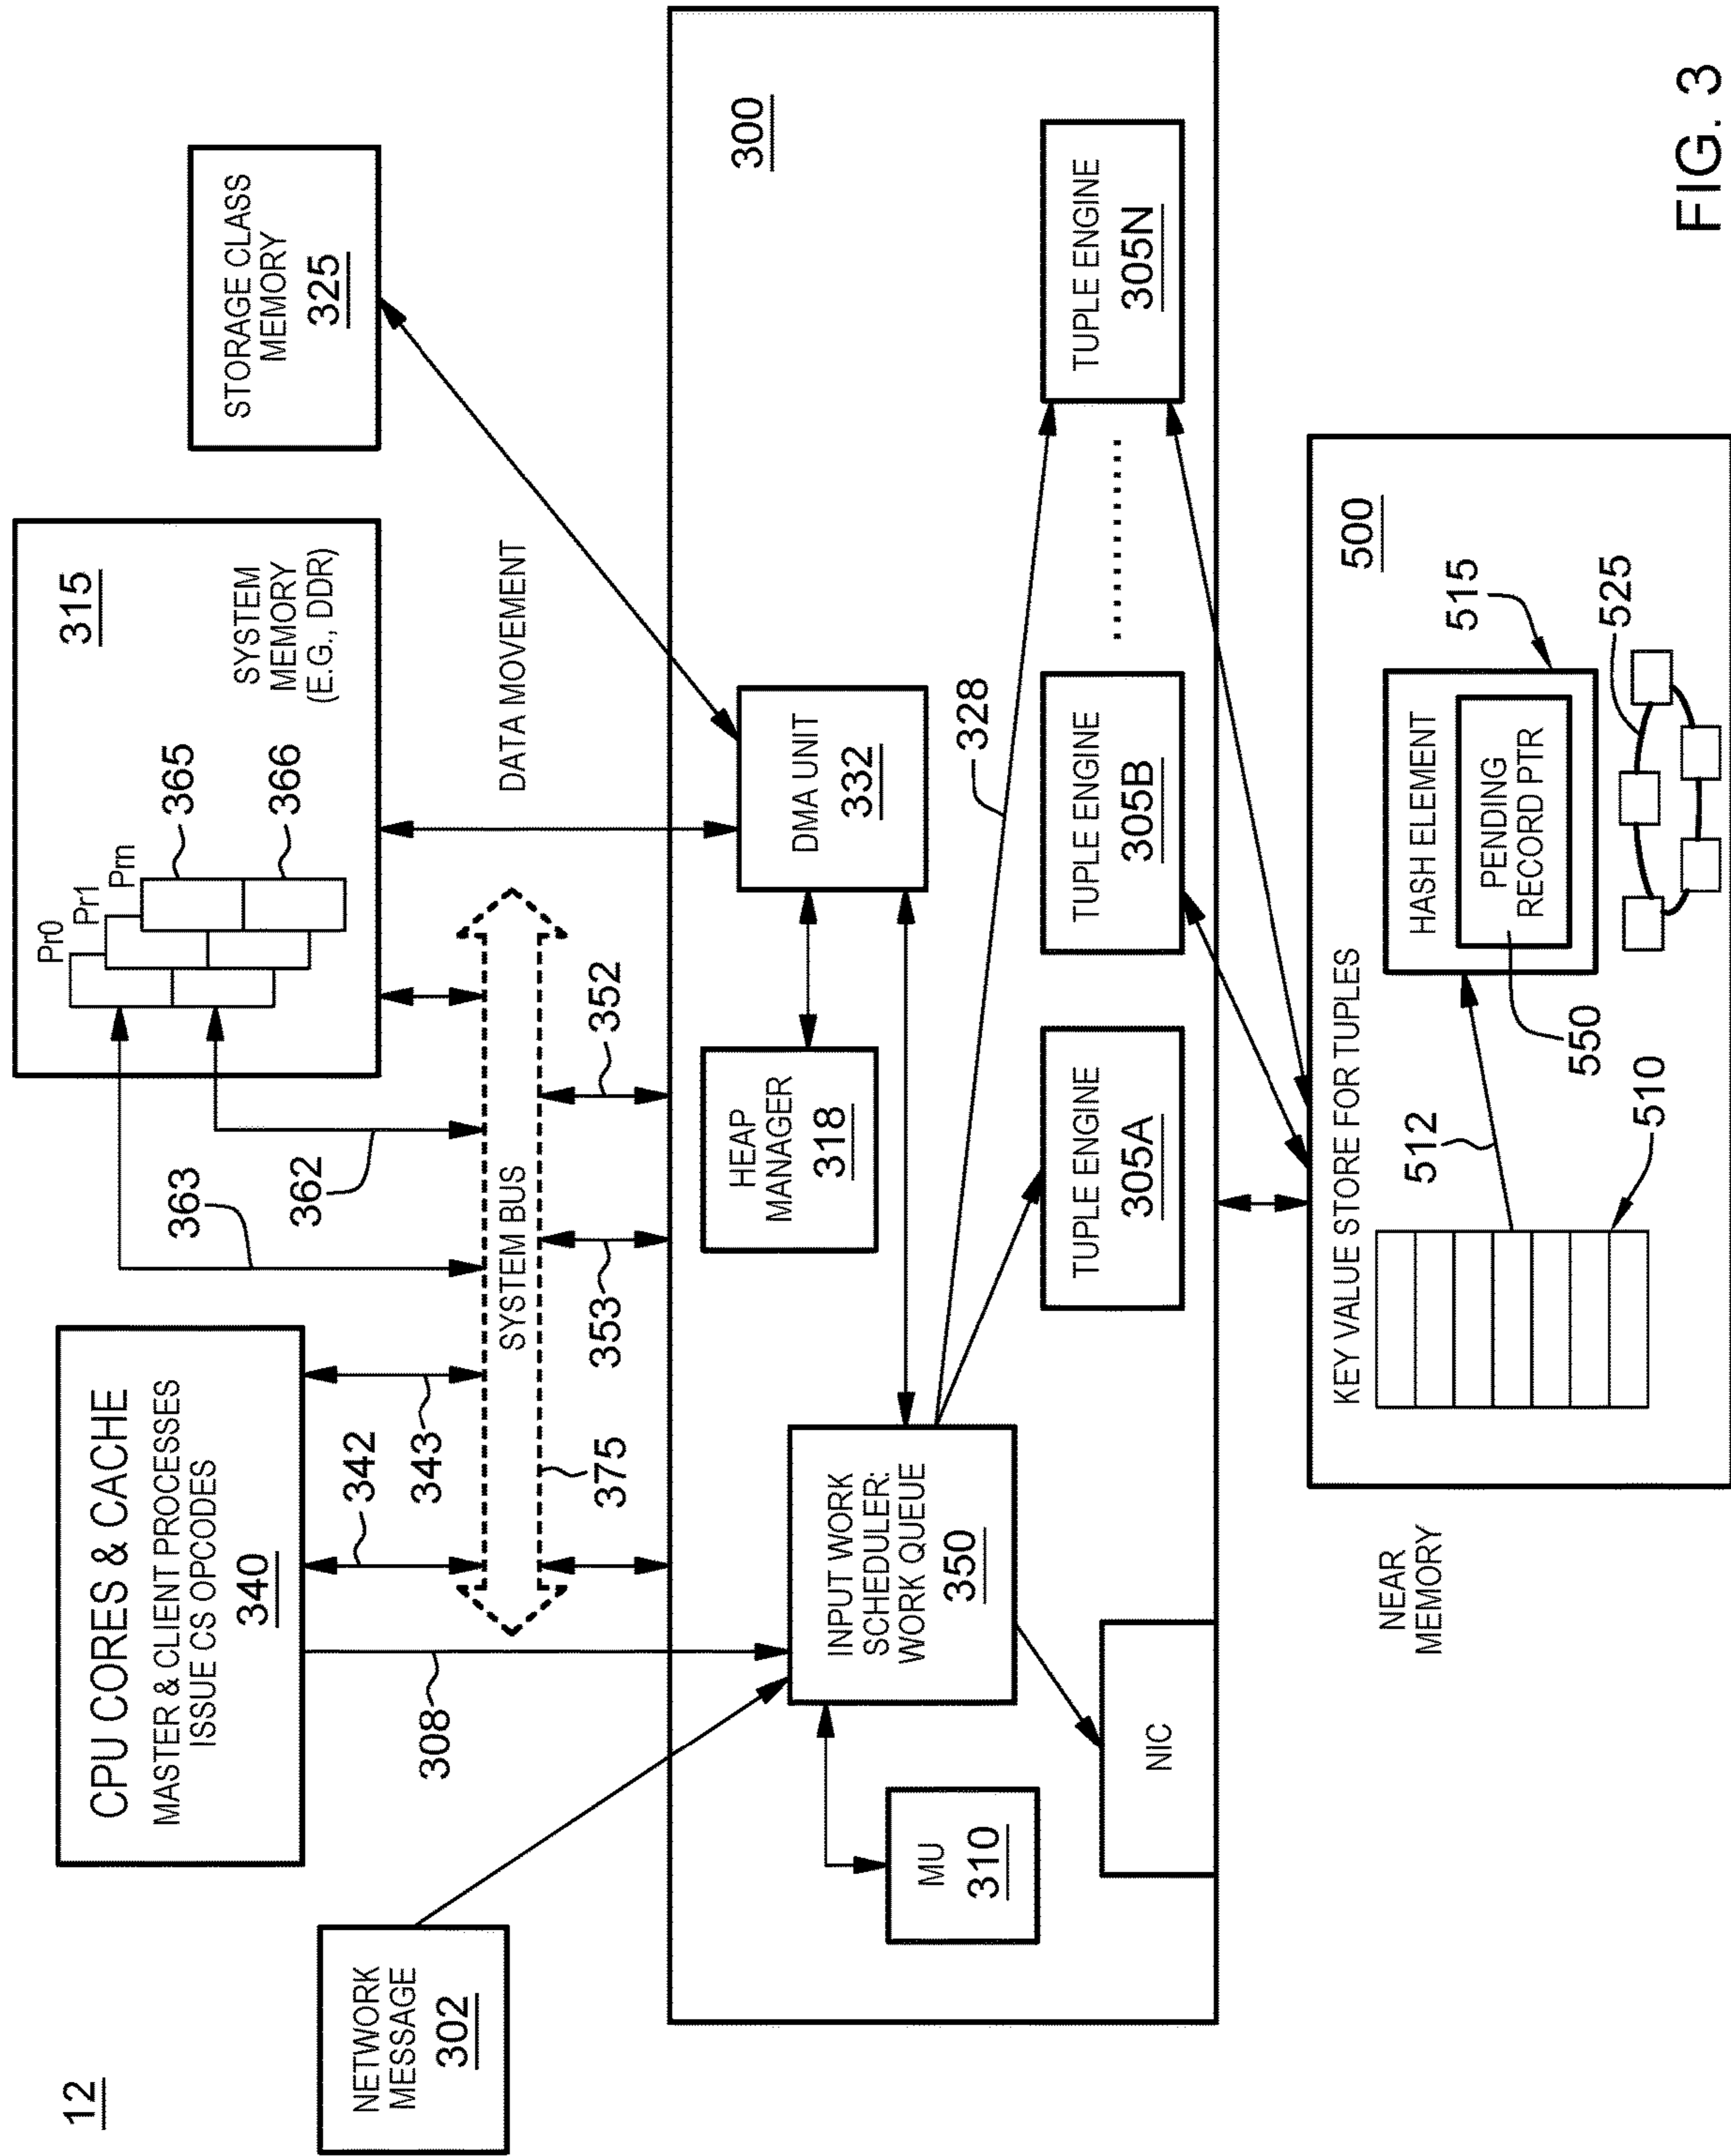 12
NETWORK
MESSAGE
302
CPU CORES & CACHE
MASTER & CLIENT PROCESSES
ISSUE CS OPCODES
340
308
342
343
363
362
315
Pr0
Pr1
Prn
365
366
SYSTEM
MEMORY
(E.G., DDR)
STORAGE CLASS
MEMORY
325
SYSTEM BUS
375
353
352
DATA MOVEMENT
300
MU
310
INPUT WORK
SCHEDULER:
WORK QUEUE
350
NIC
HEAP
MANAGER
318
DMA UNIT
332
328
TUPLE ENGINE
305A
TUPLE ENGINE
305B
TUPLE ENGINE
305N
NEAR
MEMORY
KEY VALUE STORE FOR TUPLES
500
512
510
HASH ELEMENT
PENDING
RECORD PTR
550
515
525
FIG. 3